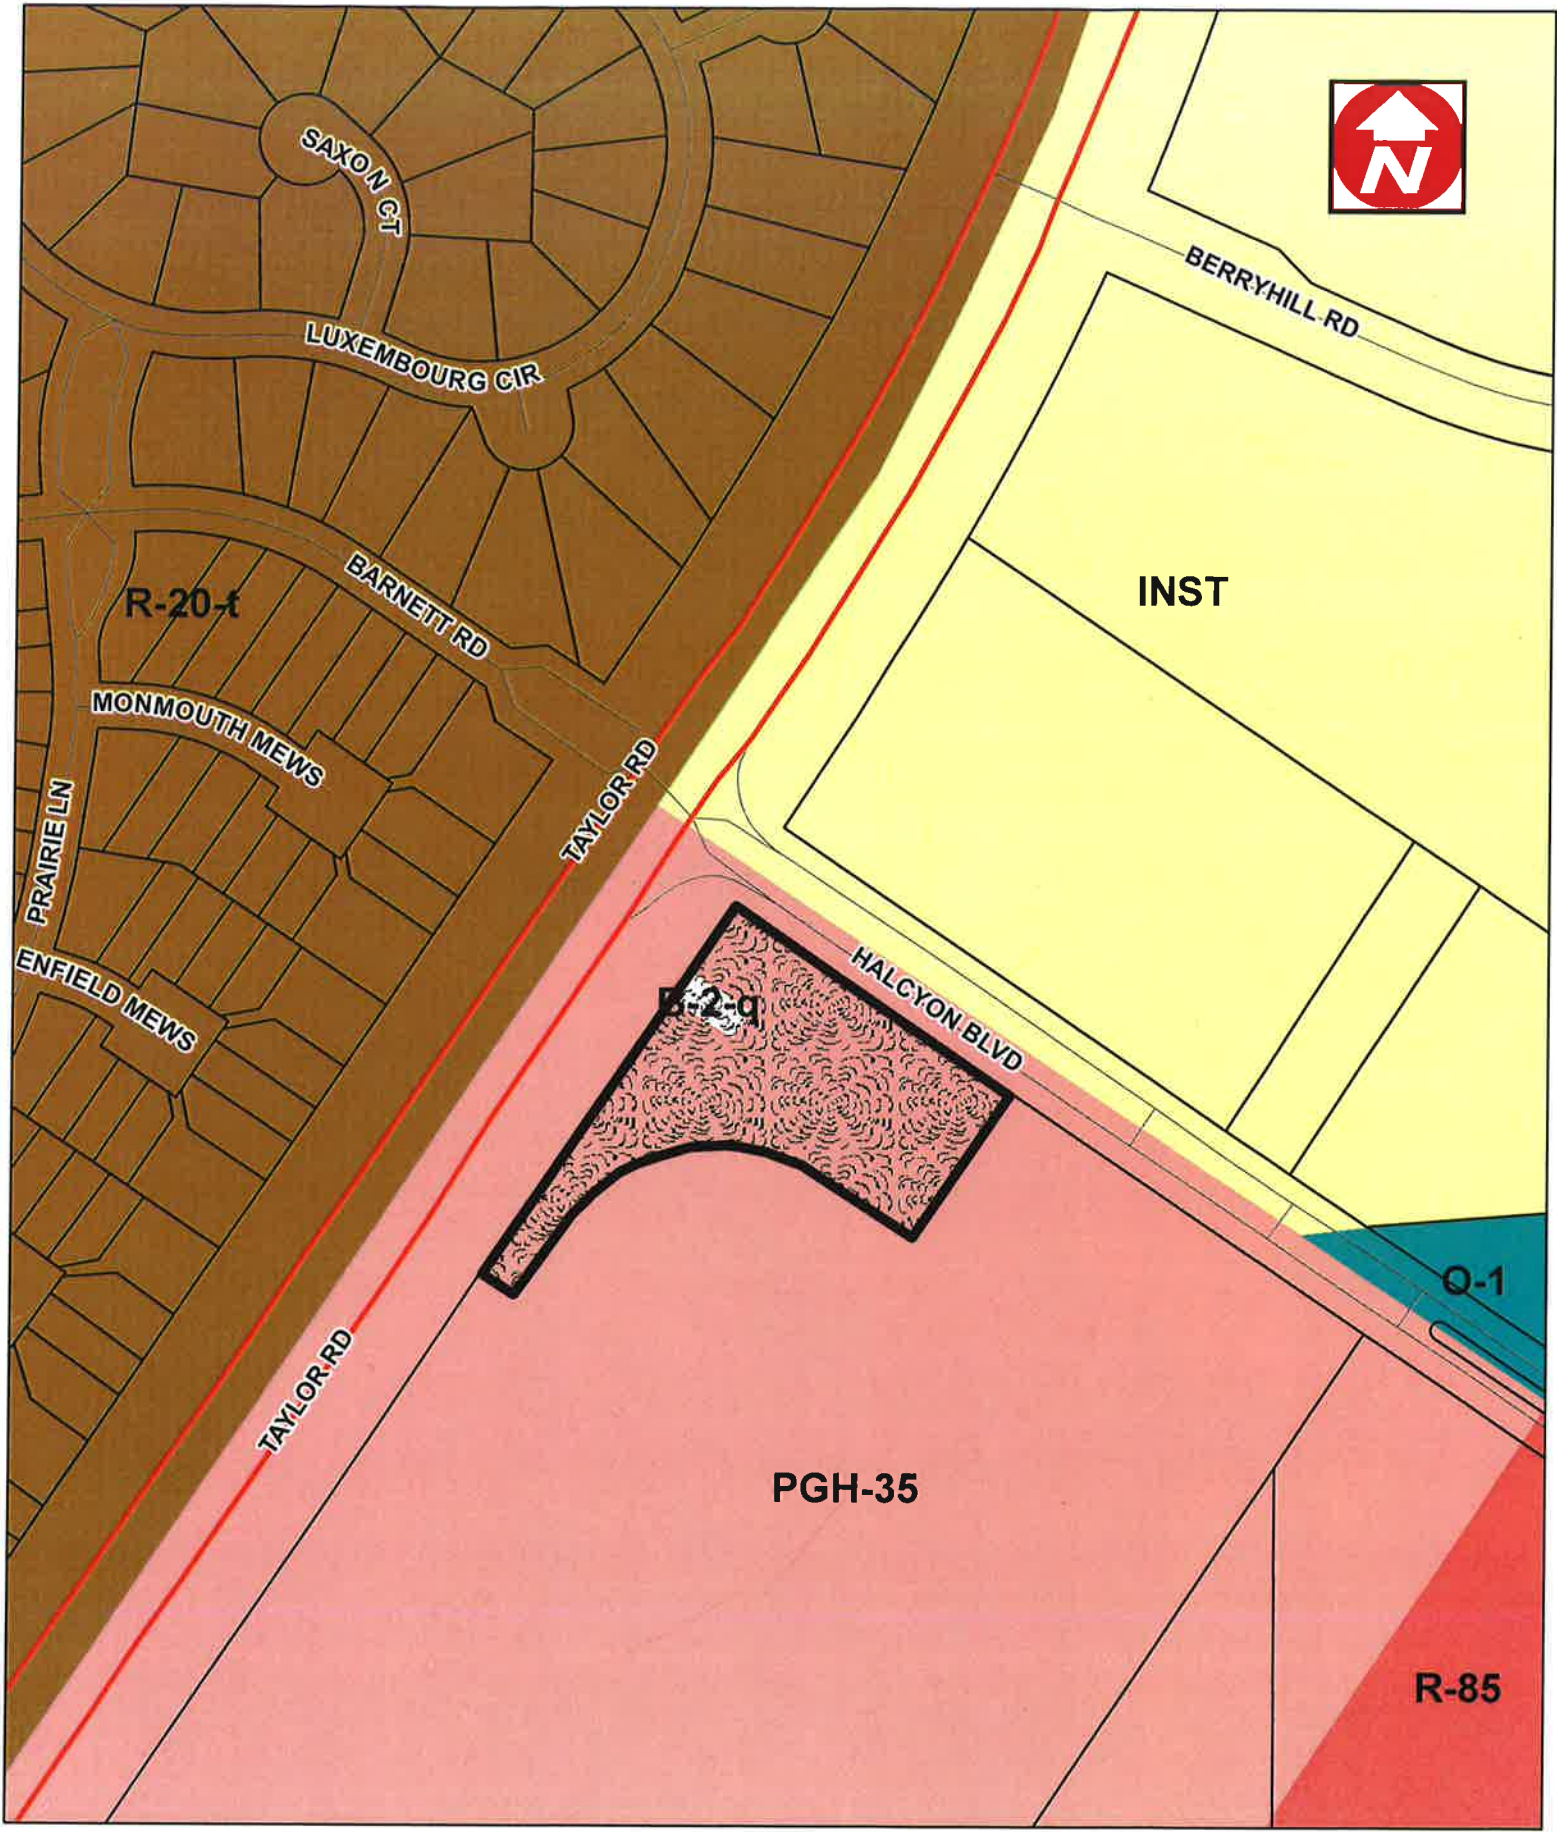 SAXON CT
N
BERRYHILL RD
LUXEMBOURG CIR
BARNETT RD
R-20-t
INST
MONMOUTH MEWS
TAYLOR RD
PRAIRIE LN
ENFIELD MEWS
HALCYON BLVD
B-2-q
O-1
TAYLOR RD
PGH-35
R-85